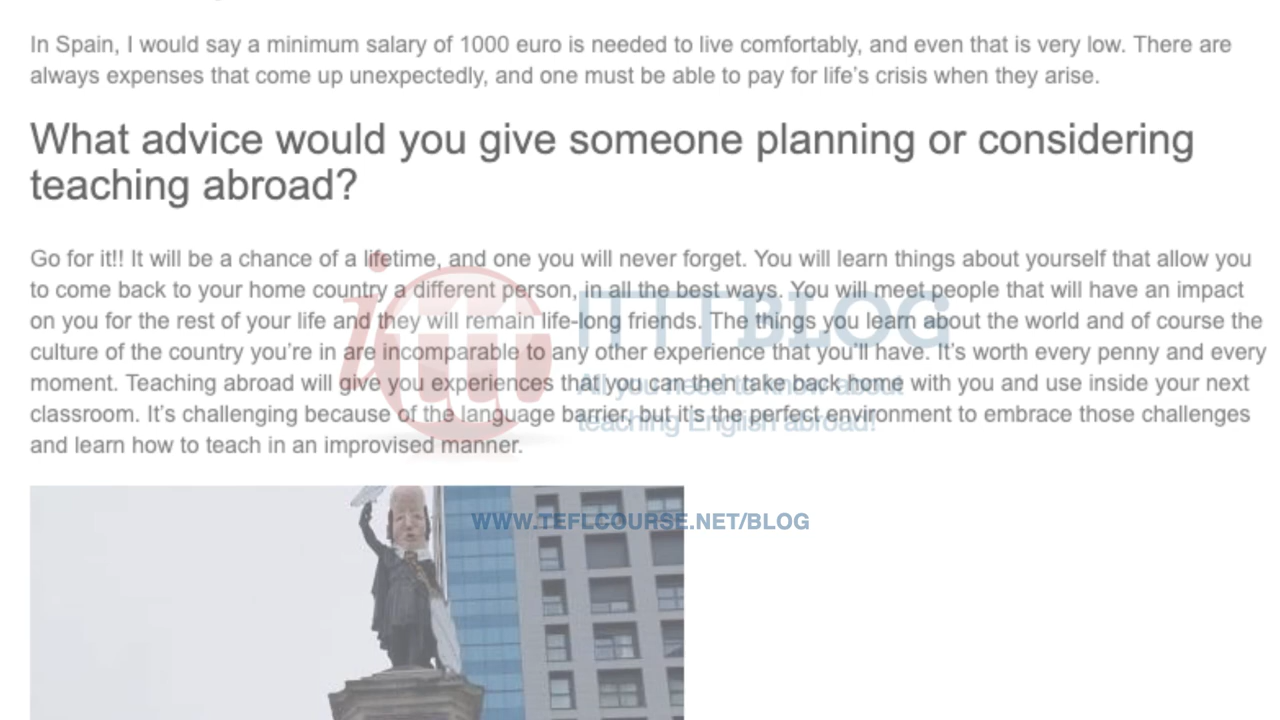 In Spain, I would say a minimum salary of 1000 euro is needed to live comfortably, and even that is very low. There are
always expenses that come up unexpectedly, and one must be able to pay for life’s crisis when they arise.
What advice would you give someone planning or considering
teaching abroad?
Go for it!! It will be a chance of a lifetime, and one you will never forget. You will learn things about yourself that allow you
to come back to your home country a different person, in all the best ways. You will meet people that will have an impact
on you for the rest of your life and they will remain life-long friends. The things you learn about the world and of course the
culture of the country you’re in are incomparable to any other experience that you’ll have. It’s worth every penny and every
moment. Teaching abroad will give you experiences that you can then take back home with you and use inside your next
classroom. It’s challenging because of the language barrier, but it’s the perfect environment to embrace those challenges
and learn how to teach in an improvised manner.
ITTT BLOG
All you need to know about
teaching English abroad!
WWW.TEFLCOURSE.NET/BLOG